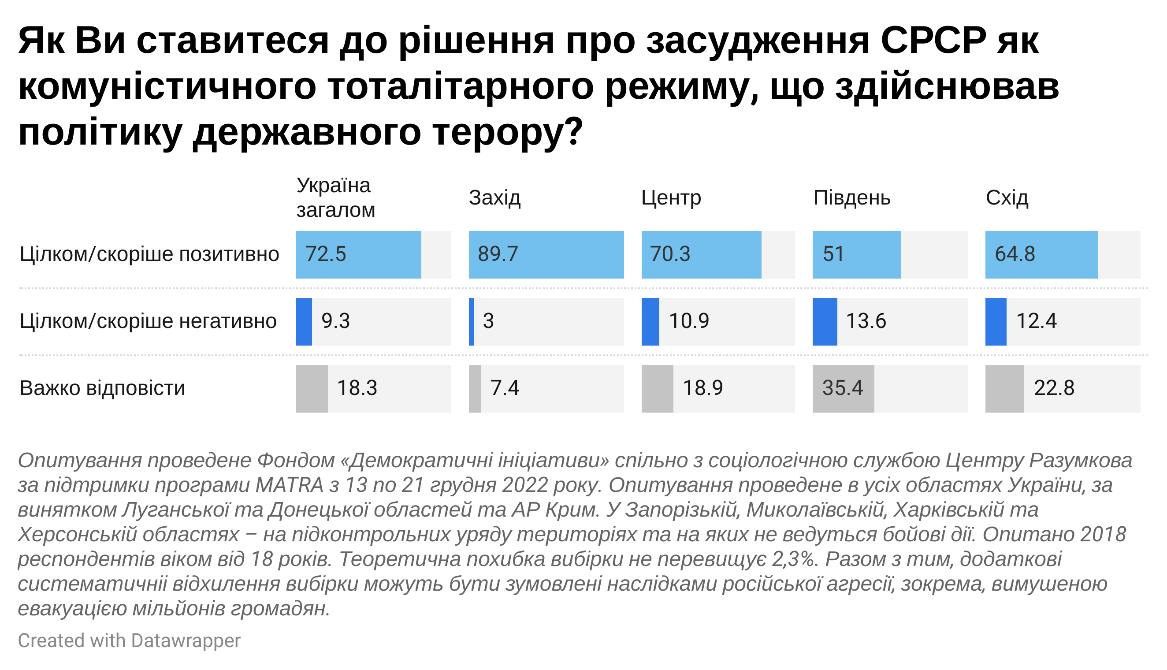 Як Ви ставитеся до рішення про засудження СРСР як
комуністичного тоталітарного режиму, що здійснював
політику державного терору?
Україна
загалом
Захід
Центр
Південь
Схід
Цілком/скоріше позитивно
72.5
89.7
70.3
51
64.8
Цілком/скоріше негативно
9.3
3
10.9
13.6
12.4
Важко відповісти
18.3
7.4
18.9
35.4
22.8
Опитування проведене Фондом «Демократичні ініціативи» спільно з соціологічною службою Центру Разумкова
за підтримки програми MATRA з 13 по 21 грудня 2022 року. Опитування проведене в усіх областях України, за
винятком Луганської та Донецької областей та АР Крим. У Запорізькій, Миколаївській, Харківській та
Херсонській областях – на підконтрольних уряду територіях та на яких не ведуться бойові дії. Опитано 2018
респондентів віком від 18 років. Теоретична похибка вибірки не перевищує 2,3%. Разом з тим, додаткові
систематичніі відхилення вибірки можуть бути зумовлені наслідками російської агресії, зокрема, вимушеною
евакуацією мільйонів громадян.
Created with Datawrapper